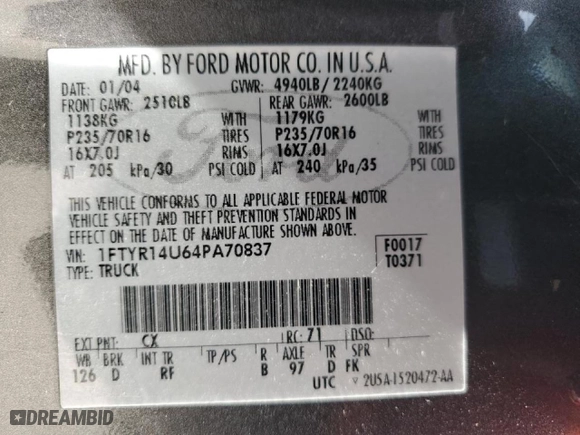 MFD. BY FORD MOTOR CO. IN U.S.A.
DATE: 01/04 GVWR: 4940LB/2240KG
FRONT GAWR: 2510LB REAR GAWR: 2600LB
1138KG WITH 1179KG WITH
P235/70R16 TIRES P235/70R16 TIRES
16X7.0J RIMS 16X7.0J RIMS
AT 205 kPa/30 PSI COLD AT 240 kPa/35 PSI COLD
THIS VEHICLE CONFORMS TO ALL APPLICABLE FEDERAL MOTOR
VEHICLE SAFETY AND THEFT PREVENTION STANDARDS IN
EFFECT ON THE DATE OF MANUFACTURE SHOWN ABOVE.
VIN: 1FTYR14U64PA70837 F0017
TYPE: TRUCK T0371
Ford
EXT PNT: CX RC: 71 DSO:
WB BRK INT TR TP/PS R AXLE TR SPR
126 D RF B 97 D FK
UTC 2U5A-1520472-AA
DREAMBID